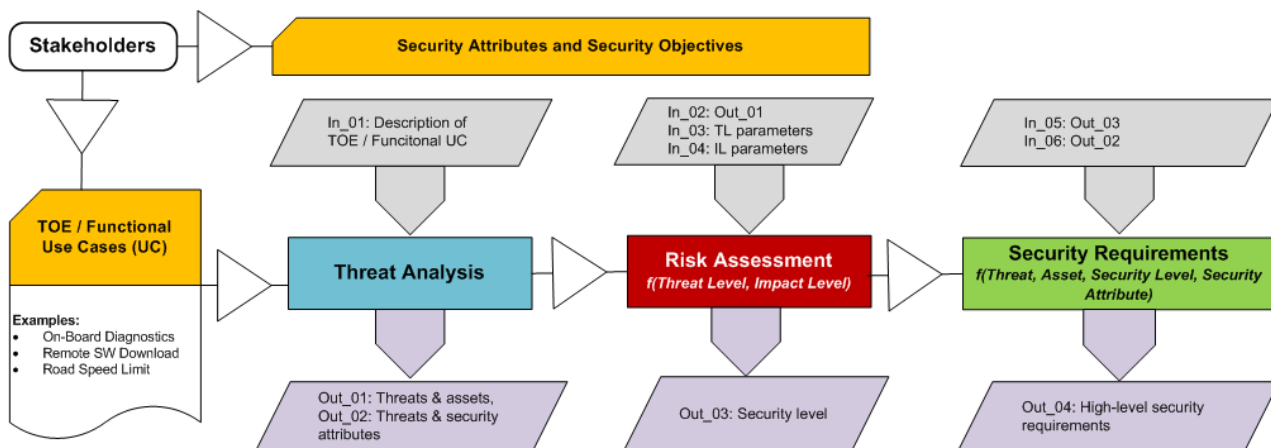 Stakeholders
Security Attributes and Security Objectives
In_01: Description of
TOE / Funcitonal UC
In_02: Out_01
In_03: TL parameters
In_04: IL parameters
In_05: Out_03
In_06: Out_02
TOE / Functional
Use Cases (UC)
Threat Analysis
Risk Assessment
f(Threat Level, Impact Level)
Security Requirements
f(Threat, Asset, Security Level, Security
Attribute)
Examples:
• On-Board Diagnostics
• Remote SW Download
• Road Speed Limit
Out_01: Threats & assets,
Out_02: Threats & security
attributes
Out_03: Security level
Out_04: High-level security
requirements